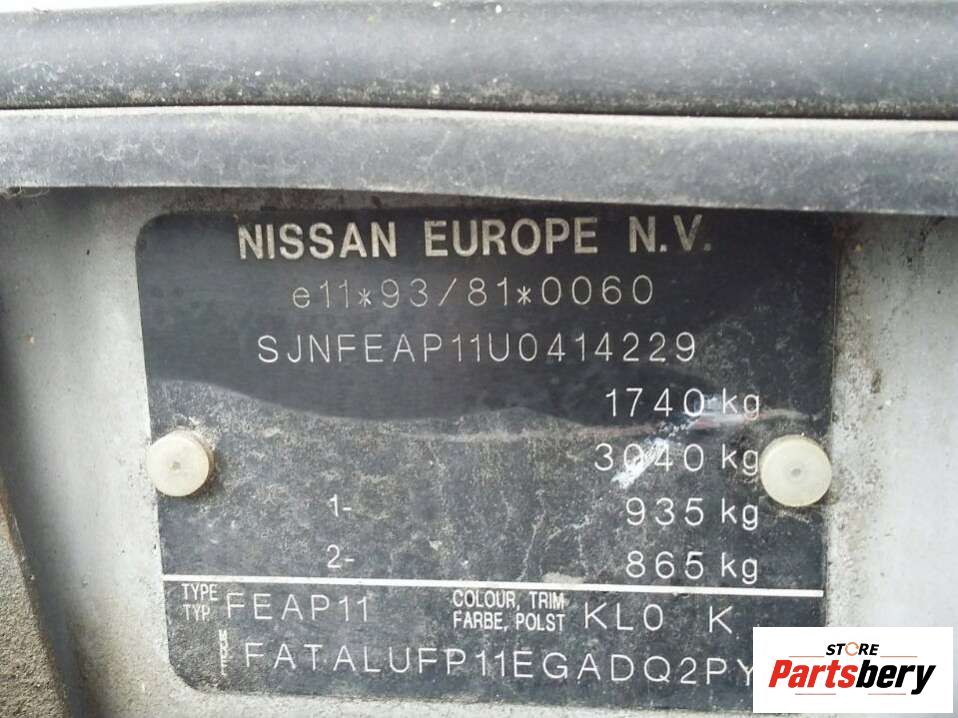 NISSAN EUROPE N.V.
e11*93/81*0060
SJNFEAP11U0414229
1740 kg
3040 kg
1- 935 kg
2- 865 kg
TYPE
TYP. FEAP11 COLOUR, TRIM
FARBE, POLST KL0 K
FATALUFP11EGADQ2PY
STORE
Partsbery